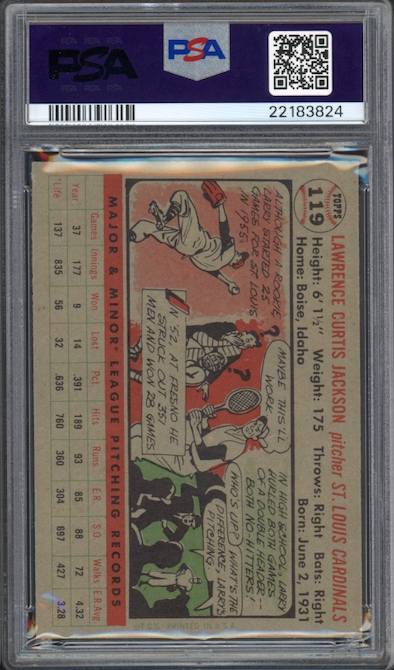 PSA
PSA
PSA
PSA
22183824
TOPPS
119
LAWRENCE CURTIS JACKSON pitcher ST. LOUIS CARDINALS
Height: 6' 1½" Weight: 175 Throws: Right Bats: Right
Home: Boise, Idaho Born: June 2, 1931
ALTHOUGH A ROOKIE,
LARRY STARTED 25
GAMES FOR ST. LOUIS
IN 1955.
IN '52, AT FRESNO HE
STRUCK OUT 351
MEN AND WON 28 GAMES
MAYBE THIS'LL
WORK
IN HIGH SCHOOL, LARRY
HURLED BOTH GAMES
OF A DOUBLE HEADER—
BOTH NO HITTERS!
WHO'S UP?
WHAT'S THE
DIFFERENCE, LARRY'S
PITCHING
MAJOR & MINOR LEAGUE PITCHING RECORDS
Games Innings Won Lost Pct. Hits Runs E.R. S.O. Walks E.R.Avg.
Year 37 177 9 14 .391 189 93 85 88 72 4.32
Life 137 835 56 32 .636 760 360 304 697 427 3.28
©T.C.G. PRINTED IN U.S.A.